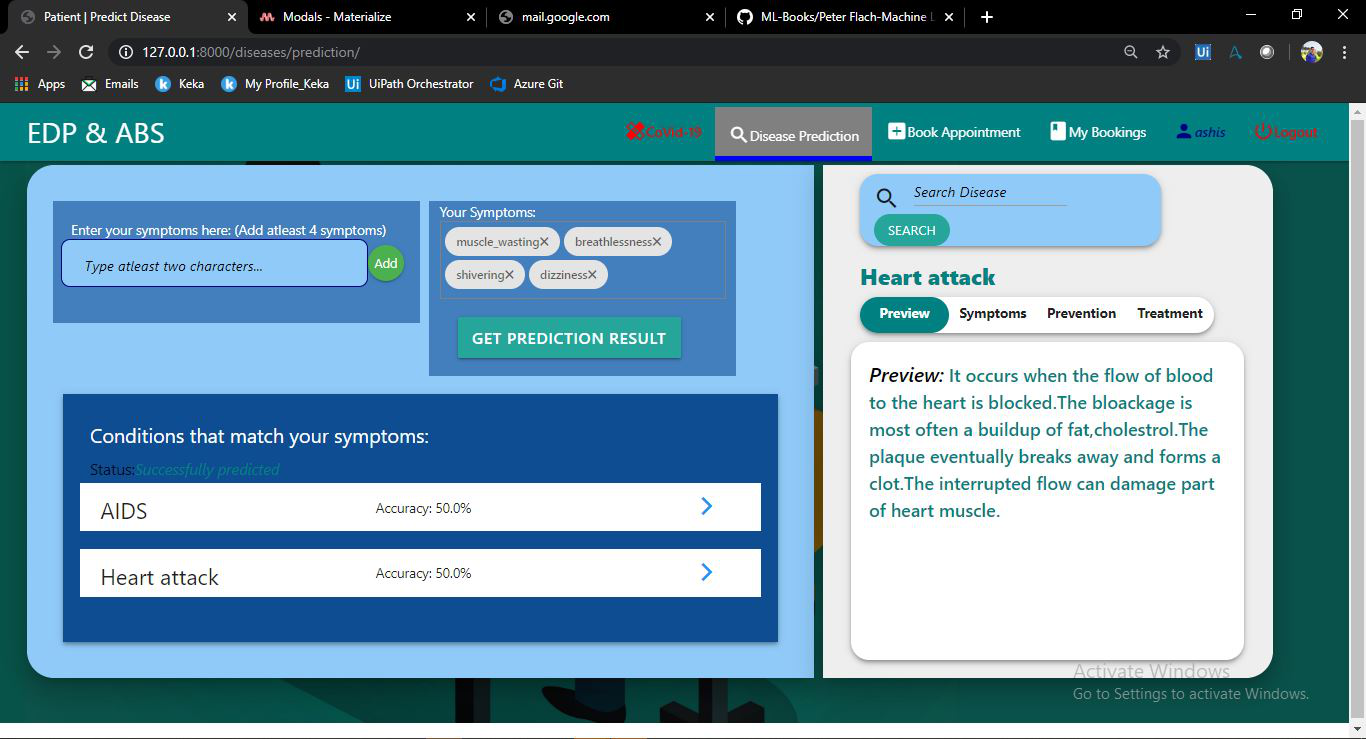 Patient | Predict Disease
Modals - Materialize
mail.google.com
ML-Books/Peter Flach-Machine L
127.0.0.1:8000/diseases/prediction/
Apps Emails Keka My Profile_Keka UiPath Orchestrator Azure Git
EDP & ABS
CoVid-19 Disease Prediction Book Appointment My Bookings ashis Logout
Enter your symptoms here: (Add atleast 4 symptoms)
Type atleast two characters...
Add
Your Symptoms:
muscle_wasting✕ breathlessness✕
shivering✕ dizziness✕
GET PREDICTION RESULT
Conditions that match your symptoms:
Status:Successfully predicted
AIDS Accuracy: 50.0%
Heart attack Accuracy: 50.0%
Search Disease
SEARCH
Heart attack
Preview Symptoms Prevention Treatment
Preview: It occurs when the flow of blood
to the heart is blocked.The bloackage is
most often a buildup of fat,cholestrol.The
plaque eventually breaks away and forms a
clot.The interrupted flow can damage part
of heart muscle.
Activate Windows
Go to Settings to activate Windows.